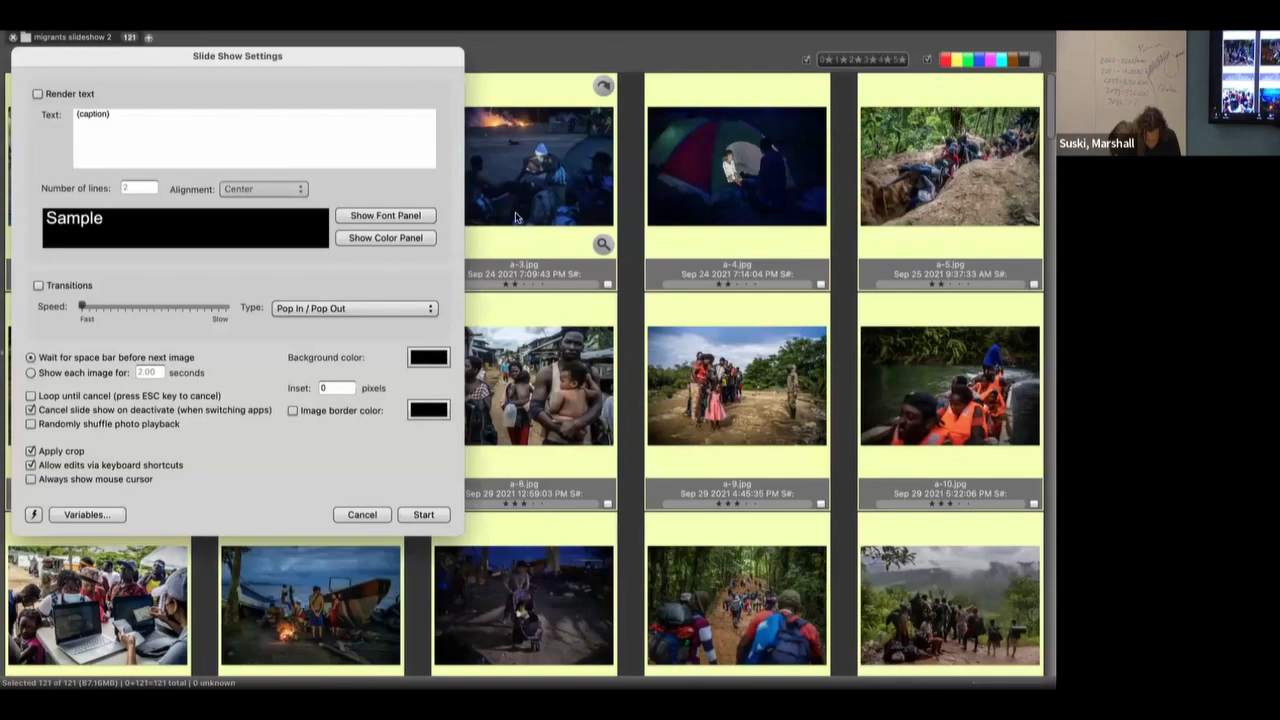 migrants slideshow 2 121
Slide Show Settings
Render text
Text: {caption}
Number of lines: 2 Alignment: Center
Sample
Show Font Panel
Show Color Panel
Transitions
Speed: Fast Slow Type: Pop In / Pop Out
Wait for space bar before next image
Show each image for: 2.00 seconds
Loop until cancel (press ESC key to cancel)
Cancel slide show on deactivate (when switching apps)
Randomly shuffle photo playback
Background color:
Inset: 0 pixels
Image border color:
Apply crop
Allow edits via keyboard shortcuts
Always show mouse cursor
Variables...
Cancel
Start
0★1★2★3★4★5★
a-3.jpg
Sep 24 2021 7:09:43 PM S#:
a-4.jpg
Sep 24 2021 7:14:04 PM S#:
a-5.jpg
Sep 25 2021 9:37:33 AM S#:
a-8.jpg
Sep 29 2021 12:59:03 PM S#:
a-9.jpg
Sep 29 2021 4:45:35 PM S#:
a-10.jpg
Sep 29 2021 5:22:06 PM S#:
Selected 121 of 121 (87.16MB) | 0+121=121 total | 0 unknown
Suski, Marshall